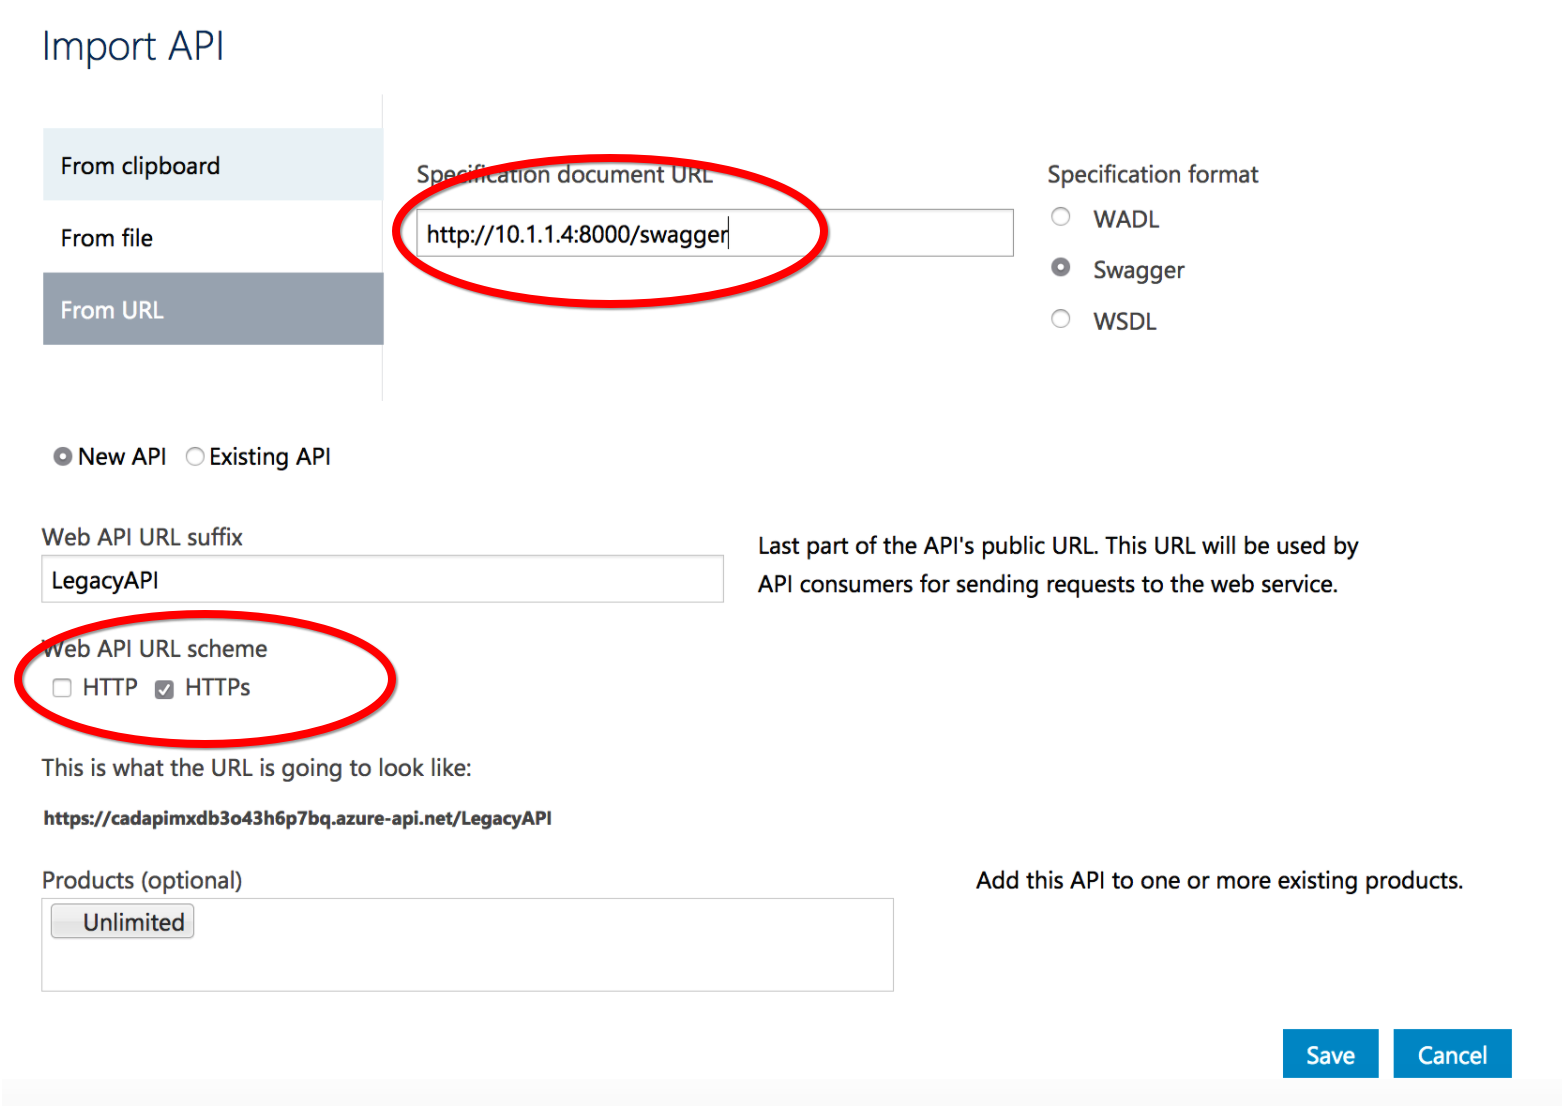 Import API
From clipboard
From file
From URL
Specification document URL
http://10.1.1.4:8000/swagger
Specification format
WADL
Swagger
WSDL
New API Existing API
Web API URL suffix
LegacyAPI
Last part of the API's public URL. This URL will be used by
API consumers for sending requests to the web service.
Web API URL scheme
HTTP HTTPs
This is what the URL is going to look like:
https://cadapimxdb3o43h6p7bq.azure-api.net/LegacyAPI
Products (optional)
Unlimited
Add this API to one or more existing products.
Save Cancel